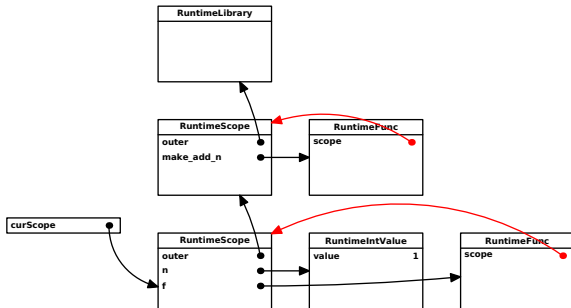 RuntimeLibrary
RuntimeScope
outer
make_add_n
RuntimeFunc
scope
curScope
RuntimeScope
outer
n
f
RuntimeIntValue
value 1
RuntimeFunc
scope